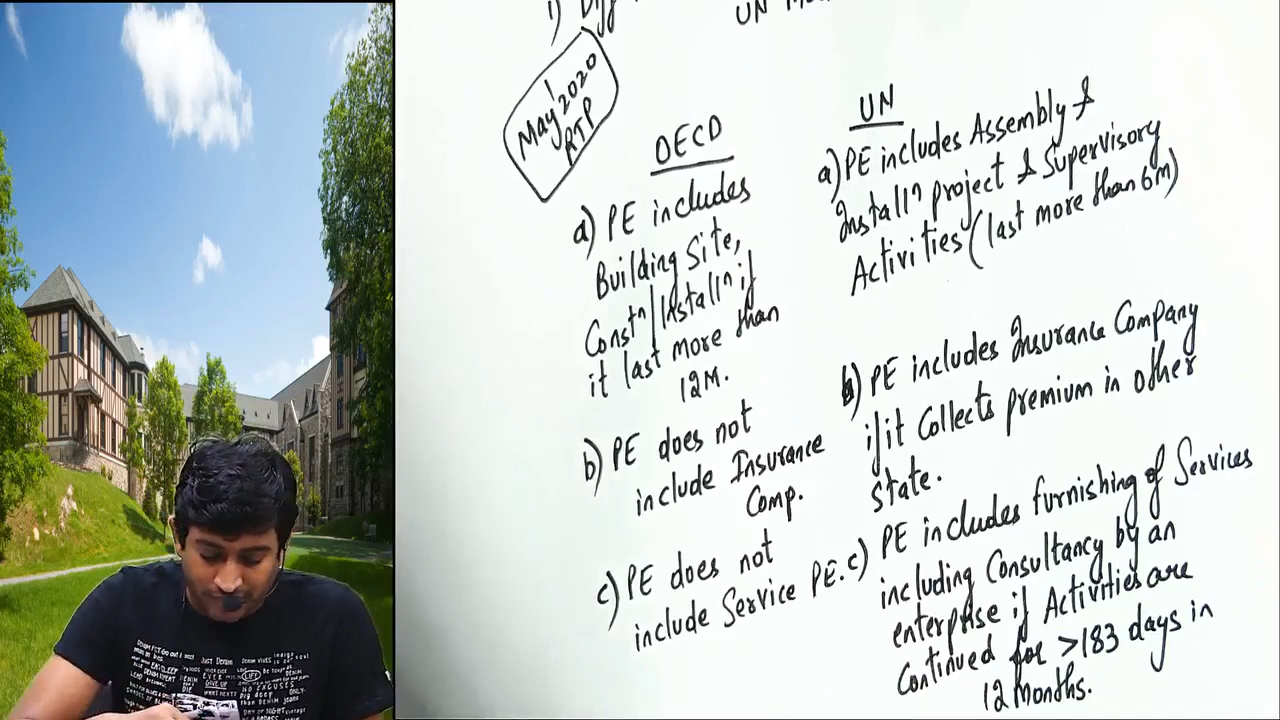 i)
UN
May' 2020
RTP
OECD
a) PE includes
Building Site,
Constn/Installn if
it last more than
12M.
b) PE does not
include Insurance
Comp.
c) PE does not
include Service PE.
UN
a) PE includes Assembly &
Installn project & Supervisory
Activities (last more than 6m)
b) PE includes Insurance Company
if it Collects premium in other
State.
c) PE includes furnishing of Services
including Consultancy by an
enterprise if Activities are
Continued for >183 days in
12 Months.